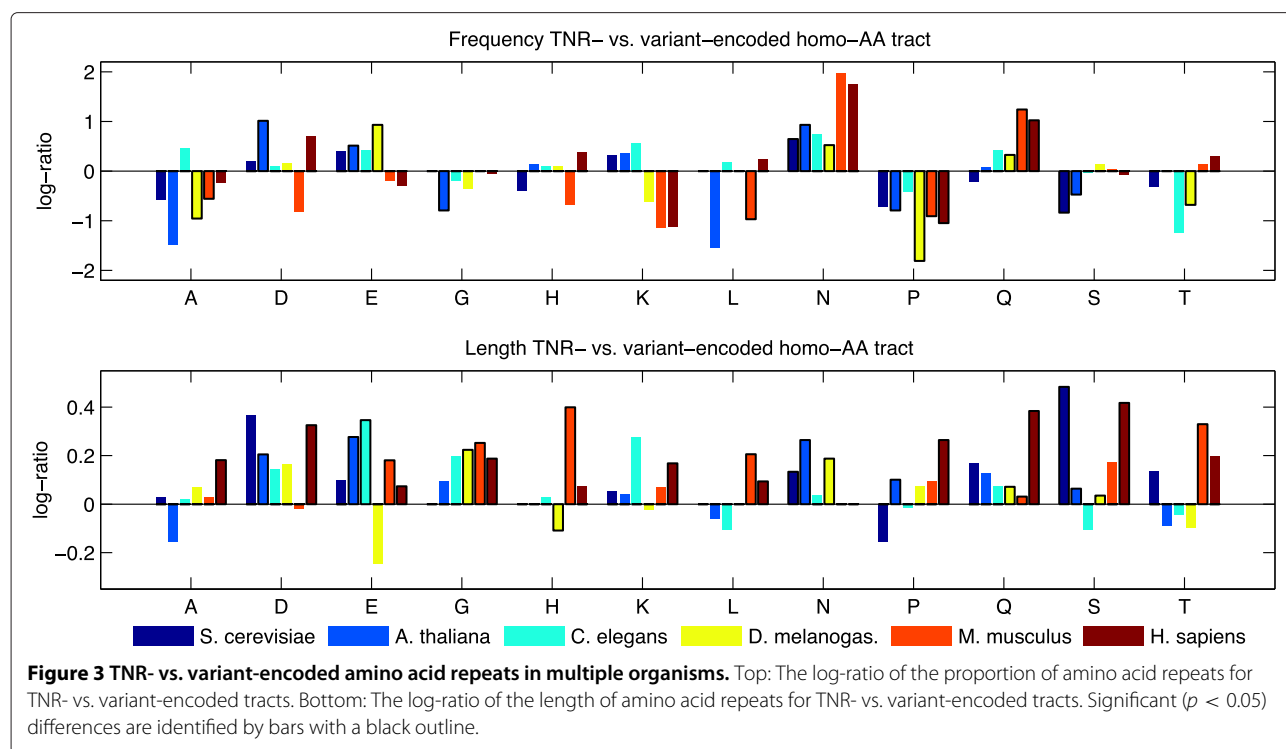 Frequency TNR– vs. variant–encoded homo–AA tract
log–ratio
2
1
0
−1
−2
A D E G H K L N P Q S T
Length TNR– vs. variant–encoded homo–AA tract
log–ratio
0.4
0.2
0
−0.2
A D E G H K L N P Q S T
S. cerevisiae A. thaliana C. elegans D. melanogas. M. musculus H. sapiens
Figure 3 TNR- vs. variant-encoded amino acid repeats in multiple organisms. Top: The log-ratio of the proportion of amino acid repeats for
TNR- vs. variant-encoded tracts. Bottom: The log-ratio of the length of amino acid repeats for TNR- vs. variant-encoded tracts. Significant (p < 0.05)
differences are identified by bars with a black outline.